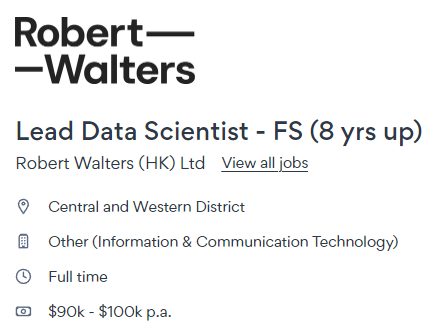 Robert—
—Walters
Lead Data Scientist - FS (8 yrs up)
Robert Walters (HK) Ltd View all jobs
Central and Western District
Other (Information & Communication Technology)
Full time
$90k - $100k p.a.